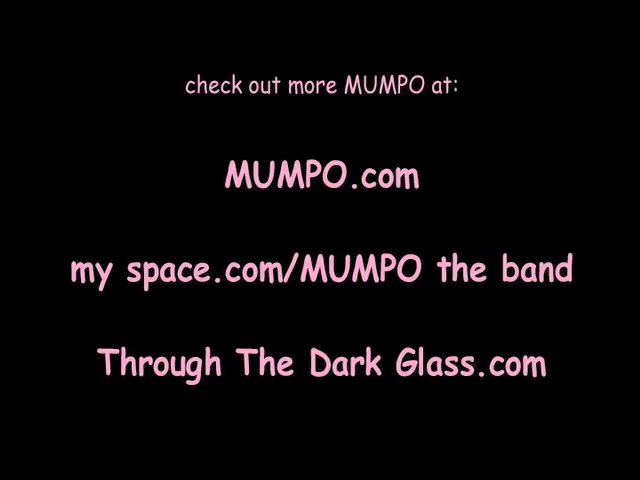 check out more MUMPO at:
MUMPO.com
my space.com/MUMPO the band
Through The Dark Glass.com